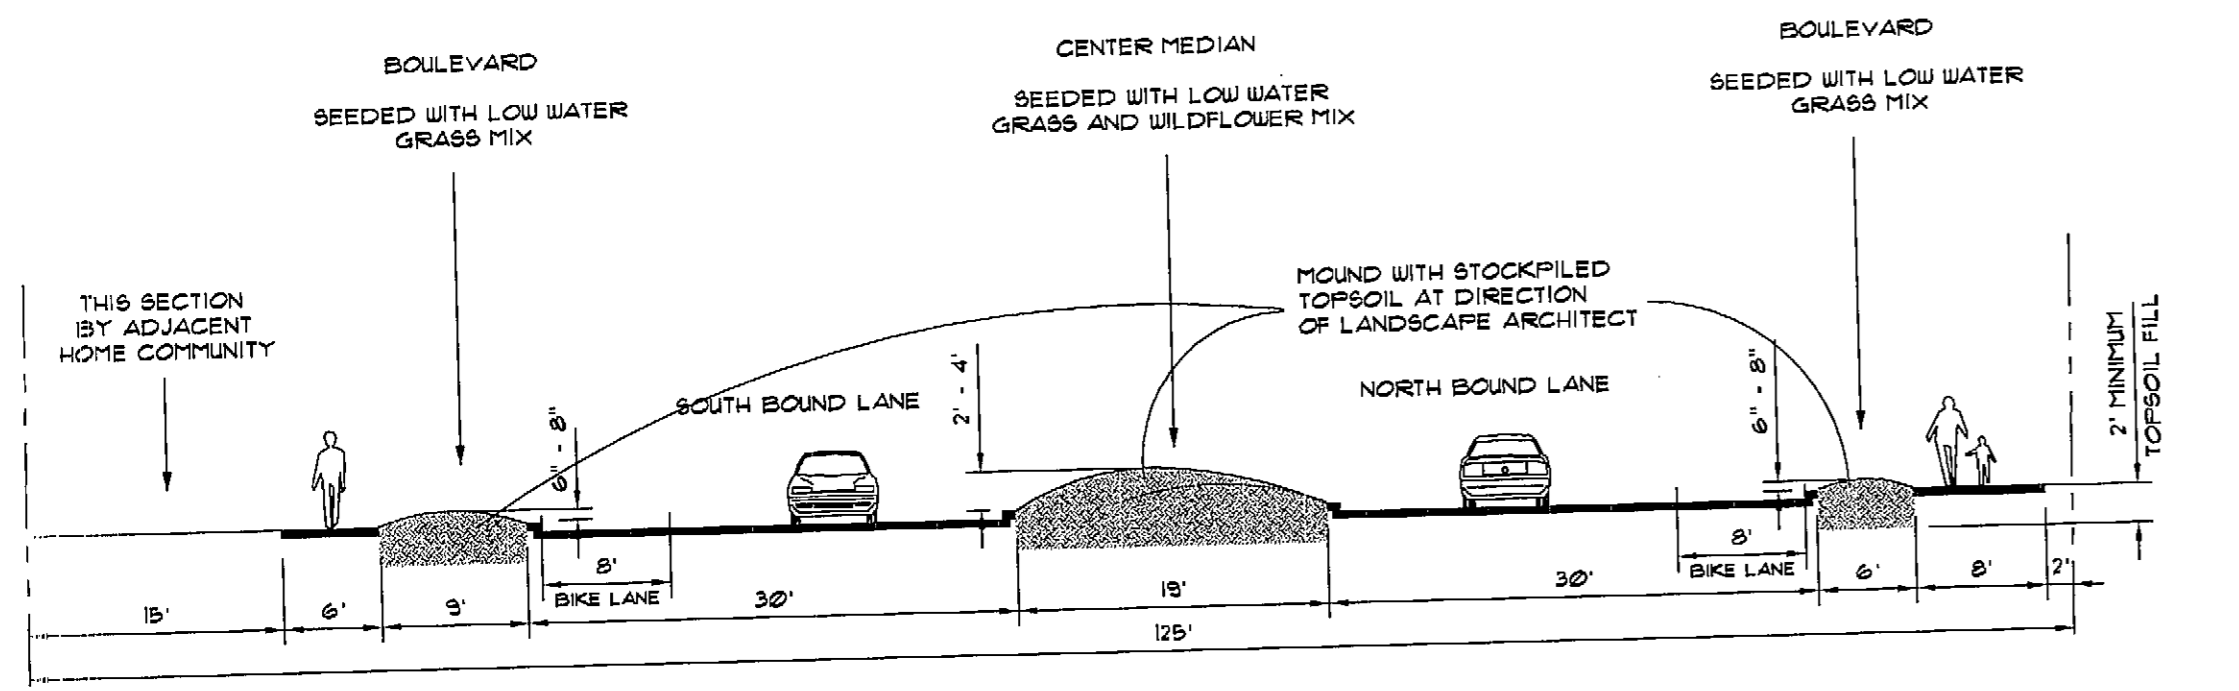 BOULEVARD
SEEDED WITH LOW WATER
GRASS MIX
CENTER MEDIAN
SEEDED WITH LOW WATER
GRASS AND WILDFLOWER MIX
BOULEVARD
SEEDED WITH LOW WATER
GRASS MIX
THIS SECTION
BY ADJACENT
HOME COMMUNITY
MOUND WITH STOCKPILED
TOPSOIL AT DIRECTION
OF LANDSCAPE ARCHITECT
SOUTH BOUND LANE
NORTH BOUND LANE
6" - 8"
2' - 4'
6" - 8"
2' MINIMUM
TOPSOIL FILL
8'
BIKE LANE
8'
BIKE LANE
15'
6'
9'
30'
19'
30'
6'
8'
2'
125'